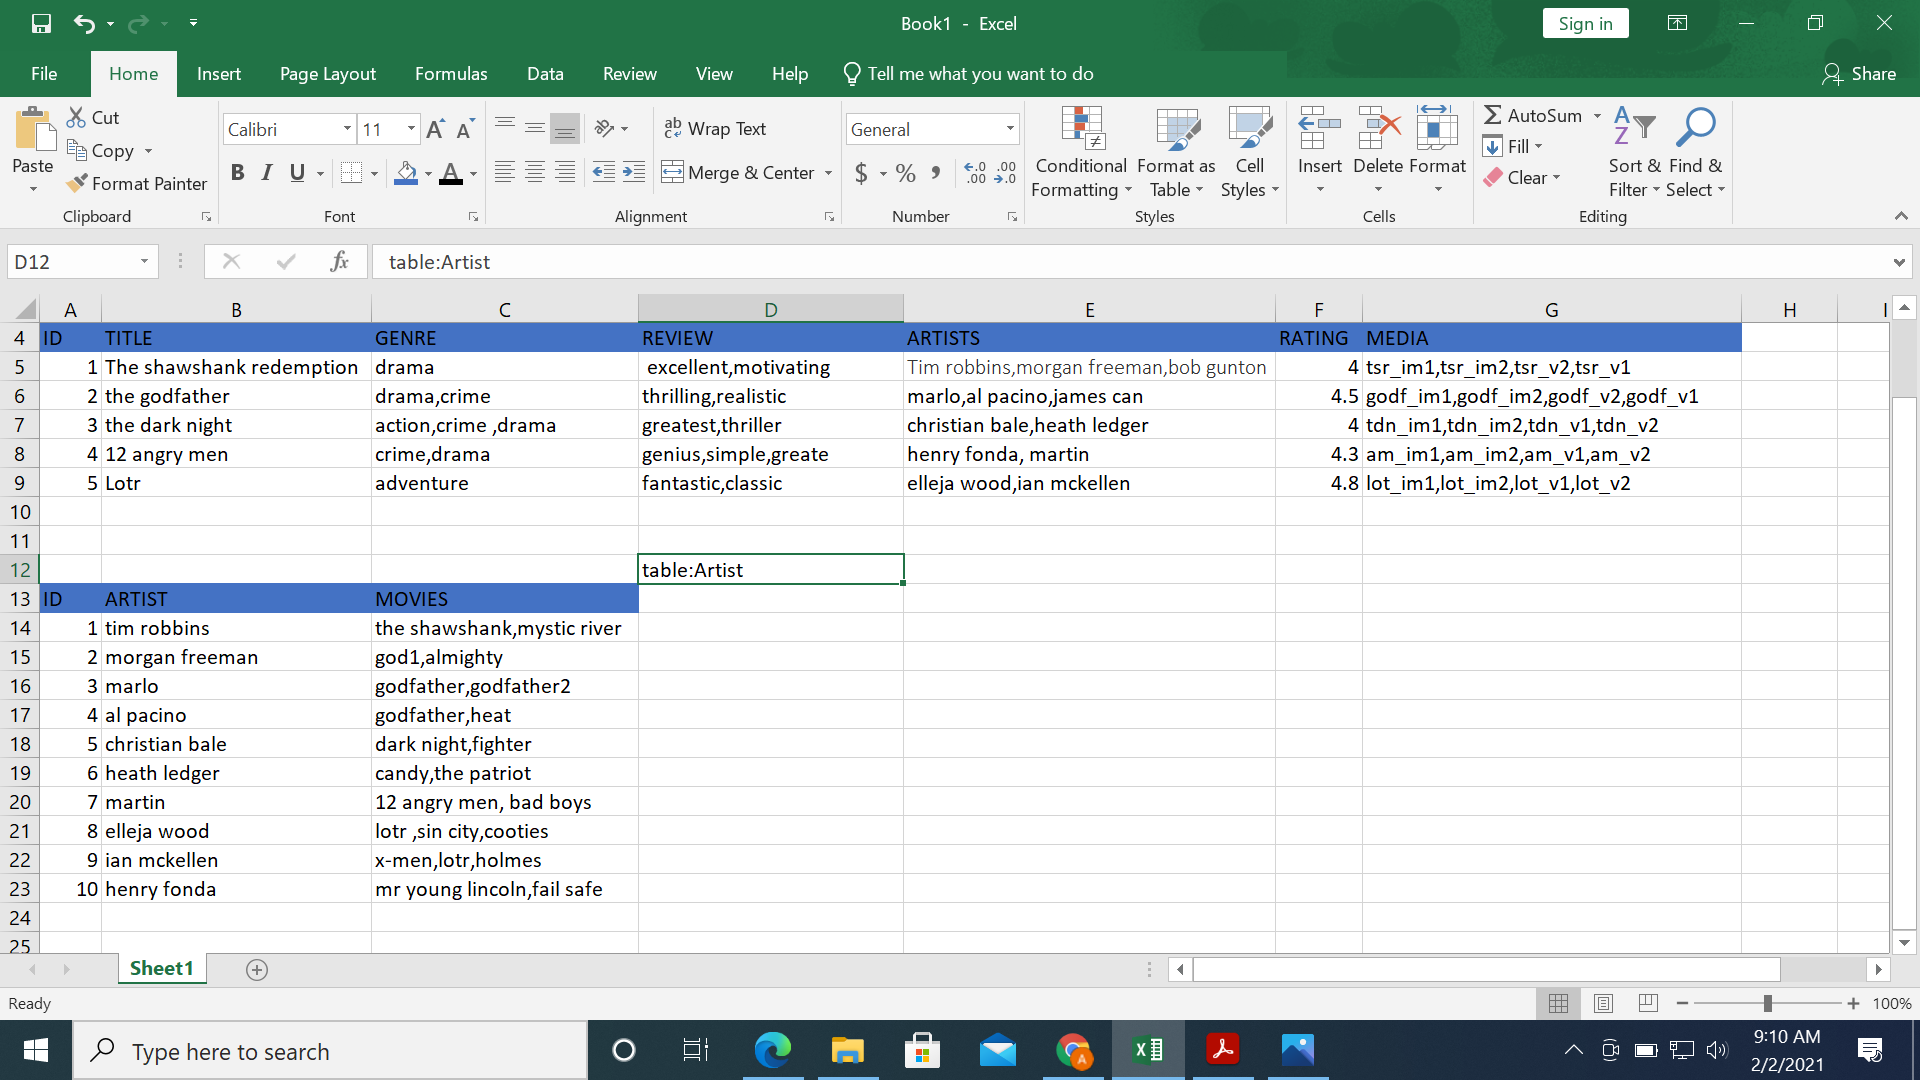 Book1 - Excel
Sign in
File Home Insert Page Layout Formulas Data Review View Help Tell me what you want to do Share
Paste
Cut
Copy
Format Painter
Clipboard
Calibri 11
A A
B I U A
Font
ab Wrap Text
Merge & Center
Alignment
General
$ % , .0 .00 .00 .0
Number
Conditional Formatting
Format as Table
Cell Styles
Styles
Insert Delete Format
Cells
AutoSum
Fill
Clear
Sort & Filter
Find & Select
Editing
D12 fx table:Artist
A B C D E F G H I
4 ID TITLE GENRE REVIEW ARTISTS RATING MEDIA
5 1 The shawshank redemption drama excellent,motivating Tim robbins,morgan freeman,bob gunton 4 tsr_im1,tsr_im2,tsr_v2,tsr_v1
6 2 the godfather drama,crime thrilling,realistic marlo,al pacino,james can 4.5 godf_im1,godf_im2,godf_v2,godf_v1
7 3 the dark night action,crime ,drama greatest,thriller christian bale,heath ledger 4 tdn_im1,tdn_im2,tdn_v1,tdn_v2
8 4 12 angry men crime,drama genius,simple,greate henry fonda, martin 4.3 am_im1,am_im2,am_v1,am_v2
9 5 Lotr adventure fantastic,classic elleja wood,ian mckellen 4.8 lot_im1,lot_im2,lot_v1,lot_v2
10
11
12 table:Artist
13 ID ARTIST MOVIES
14 1 tim robbins the shawshank,mystic river
15 2 morgan freeman god1,almighty
16 3 marlo godfather,godfather2
17 4 al pacino godfather,heat
18 5 christian bale dark night,fighter
19 6 heath ledger candy,the patriot
20 7 martin 12 angry men, bad boys
21 8 elleja wood lotr ,sin city,cooties
22 9 ian mckellen x-men,lotr,holmes
23 10 henry fonda mr young lincoln,fail safe
24
25
Sheet1
Ready 100%
Type here to search
9:10 AM
2/2/2021